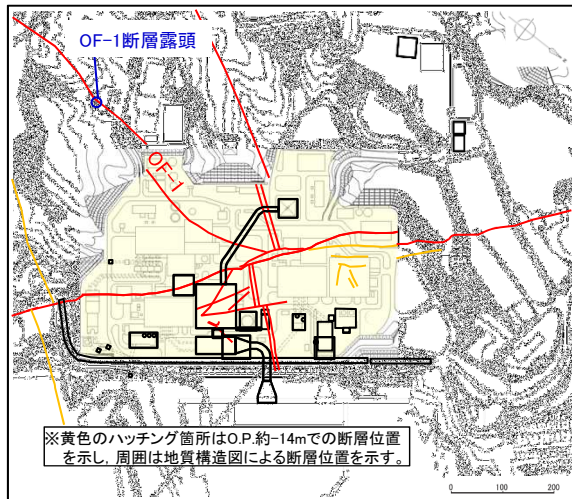 OF-1断層露頭
OF-1
※黄色のハッチング箇所はO.P.約-14mでの断層位置
を示し，周囲は地質構造図による断層位置を示す。
0 100 200